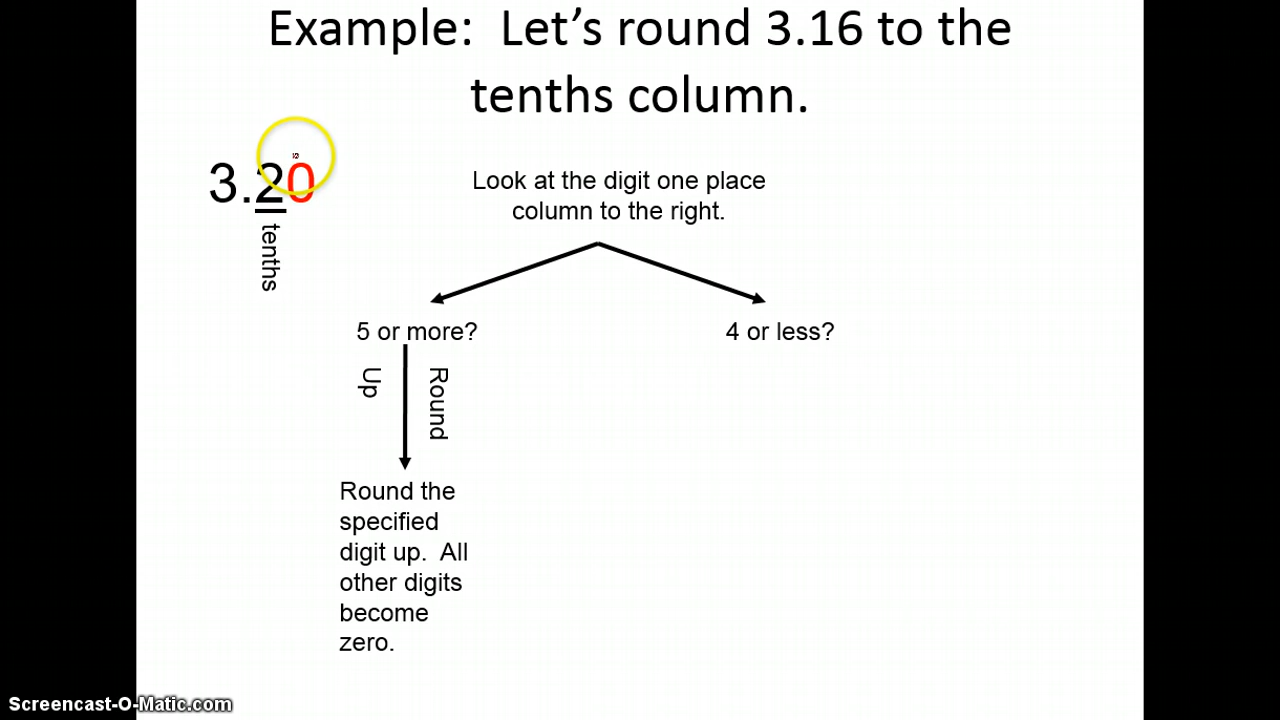 Example: Let's round 3.16 to the
tenths column.
3.20
tenths
Look at the digit one place
column to the right.
5 or more?
4 or less?
Up
Round
Round the
specified
digit up. All
other digits
become
zero.
Screencast-O-Matic.com